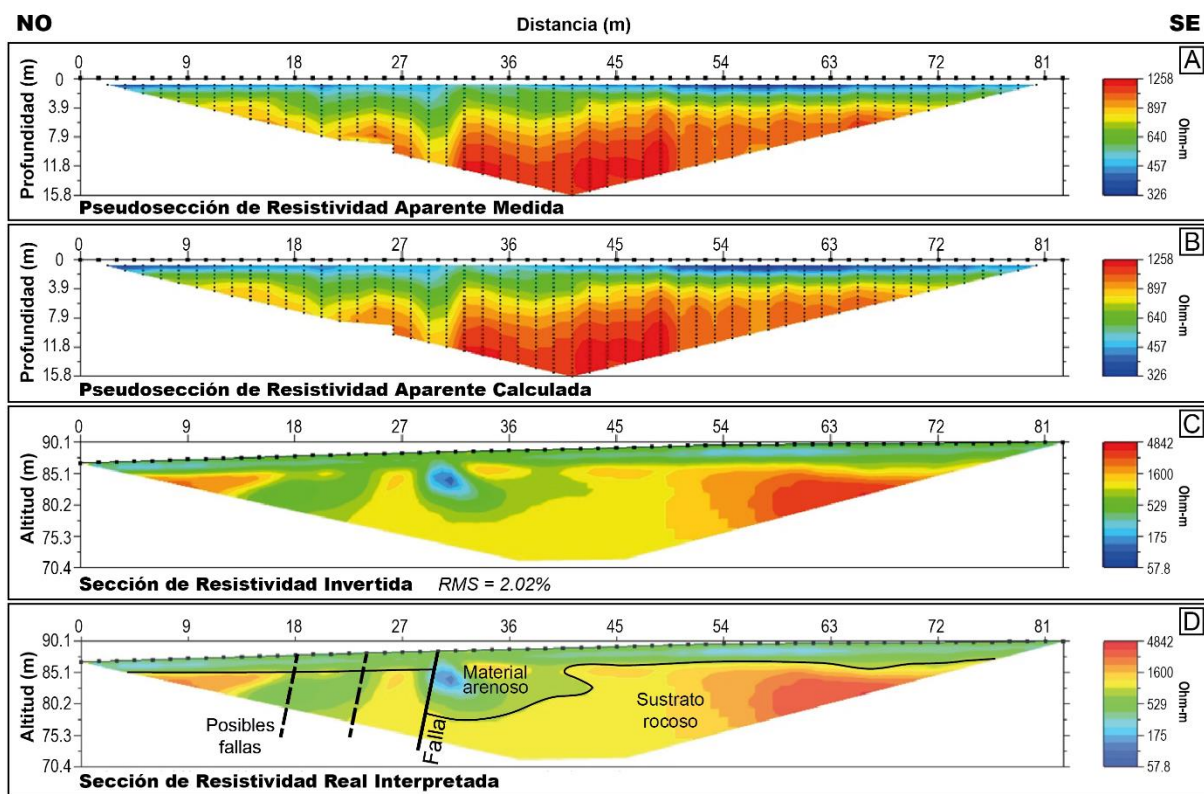 NO Distancia (m) SE
A
0 9 18 27 36 45 54 63 72 81
Profundidad (m)
0
3.9
7.9
11.8
15.8
1258
897
640
457
326
Ohm-m
Pseudosección de Resistividad Aparente Medida
B
0 9 18 27 36 45 54 63 72 81
Profundidad (m)
0
3.9
7.9
11.8
15.8
1258
897
640
457
326
Ohm-m
Pseudosección de Resistividad Aparente Calculada
C
0 9 18 27 36 45 54 63 72 81
Altitud (m)
90.1
85.1
80.2
75.3
70.4
4842
1600
529
175
57.8
Ohm-m
Sección de Resistividad Invertida RMS = 2.02%
D
0 9 18 27 36 45 54 63 72 81
Altitud (m)
90.1
85.1
80.2
75.3
70.4
Material
arenoso
Sustrato
rocoso
Posibles
fallas
Falla
4842
1600
529
175
57.8
Ohm-m
Sección de Resistividad Real Interpretada